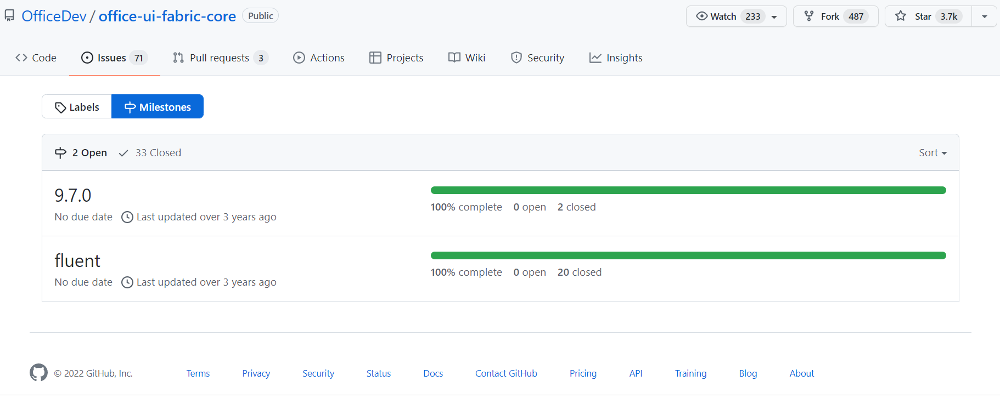 OfficeDev / office-ui-fabric-core Public Watch 233 Fork 487 Star 3.7k
Code Issues 71 Pull requests 3 Actions Projects Wiki Security Insights
Labels Milestones
2 Open 33 Closed Sort
9.7.0
No due date Last updated over 3 years ago
100% complete 0 open 2 closed
fluent
No due date Last updated over 3 years ago
100% complete 0 open 20 closed
© 2022 GitHub, Inc. Terms Privacy Security Status Docs Contact GitHub Pricing API Training Blog About